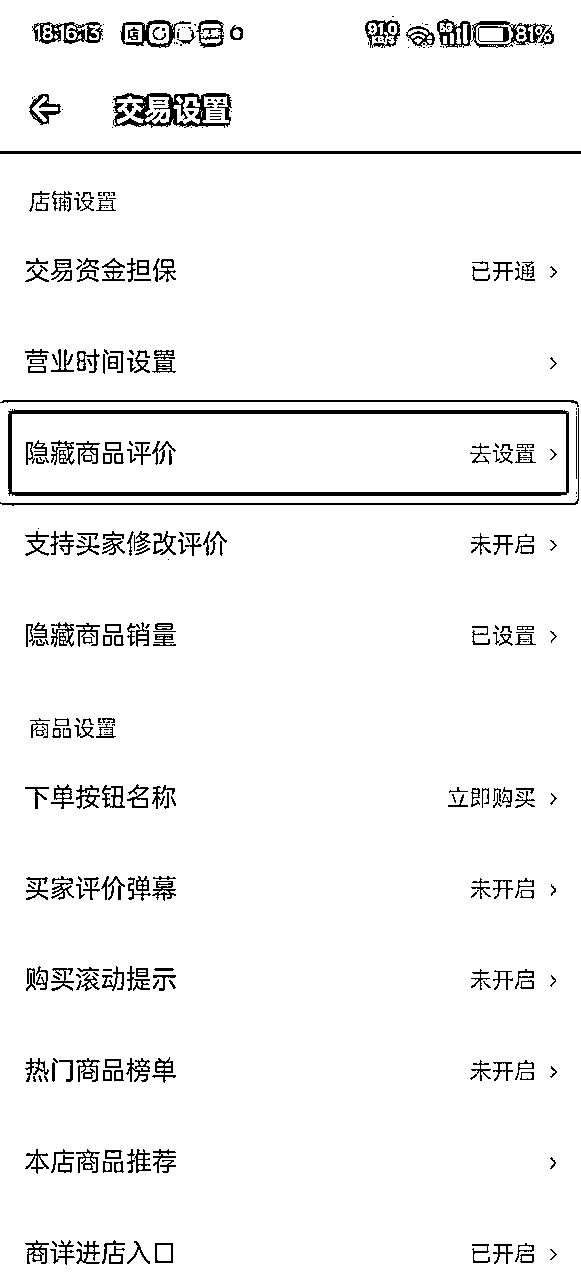 18:16:13 店 91.0 KB/S 5G 81%
交易设置
店铺设置
交易资金担保 已开通
营业时间设置
隐藏商品评价 去设置
支持买家修改评价 未开启
隐藏商品销量 已设置
商品设置
下单按钮名称 立即购买
买家评价弹幕 未开启
购买滚动提示 未开启
热门商品榜单 未开启
本店商品推荐
商详进店入口 已开启